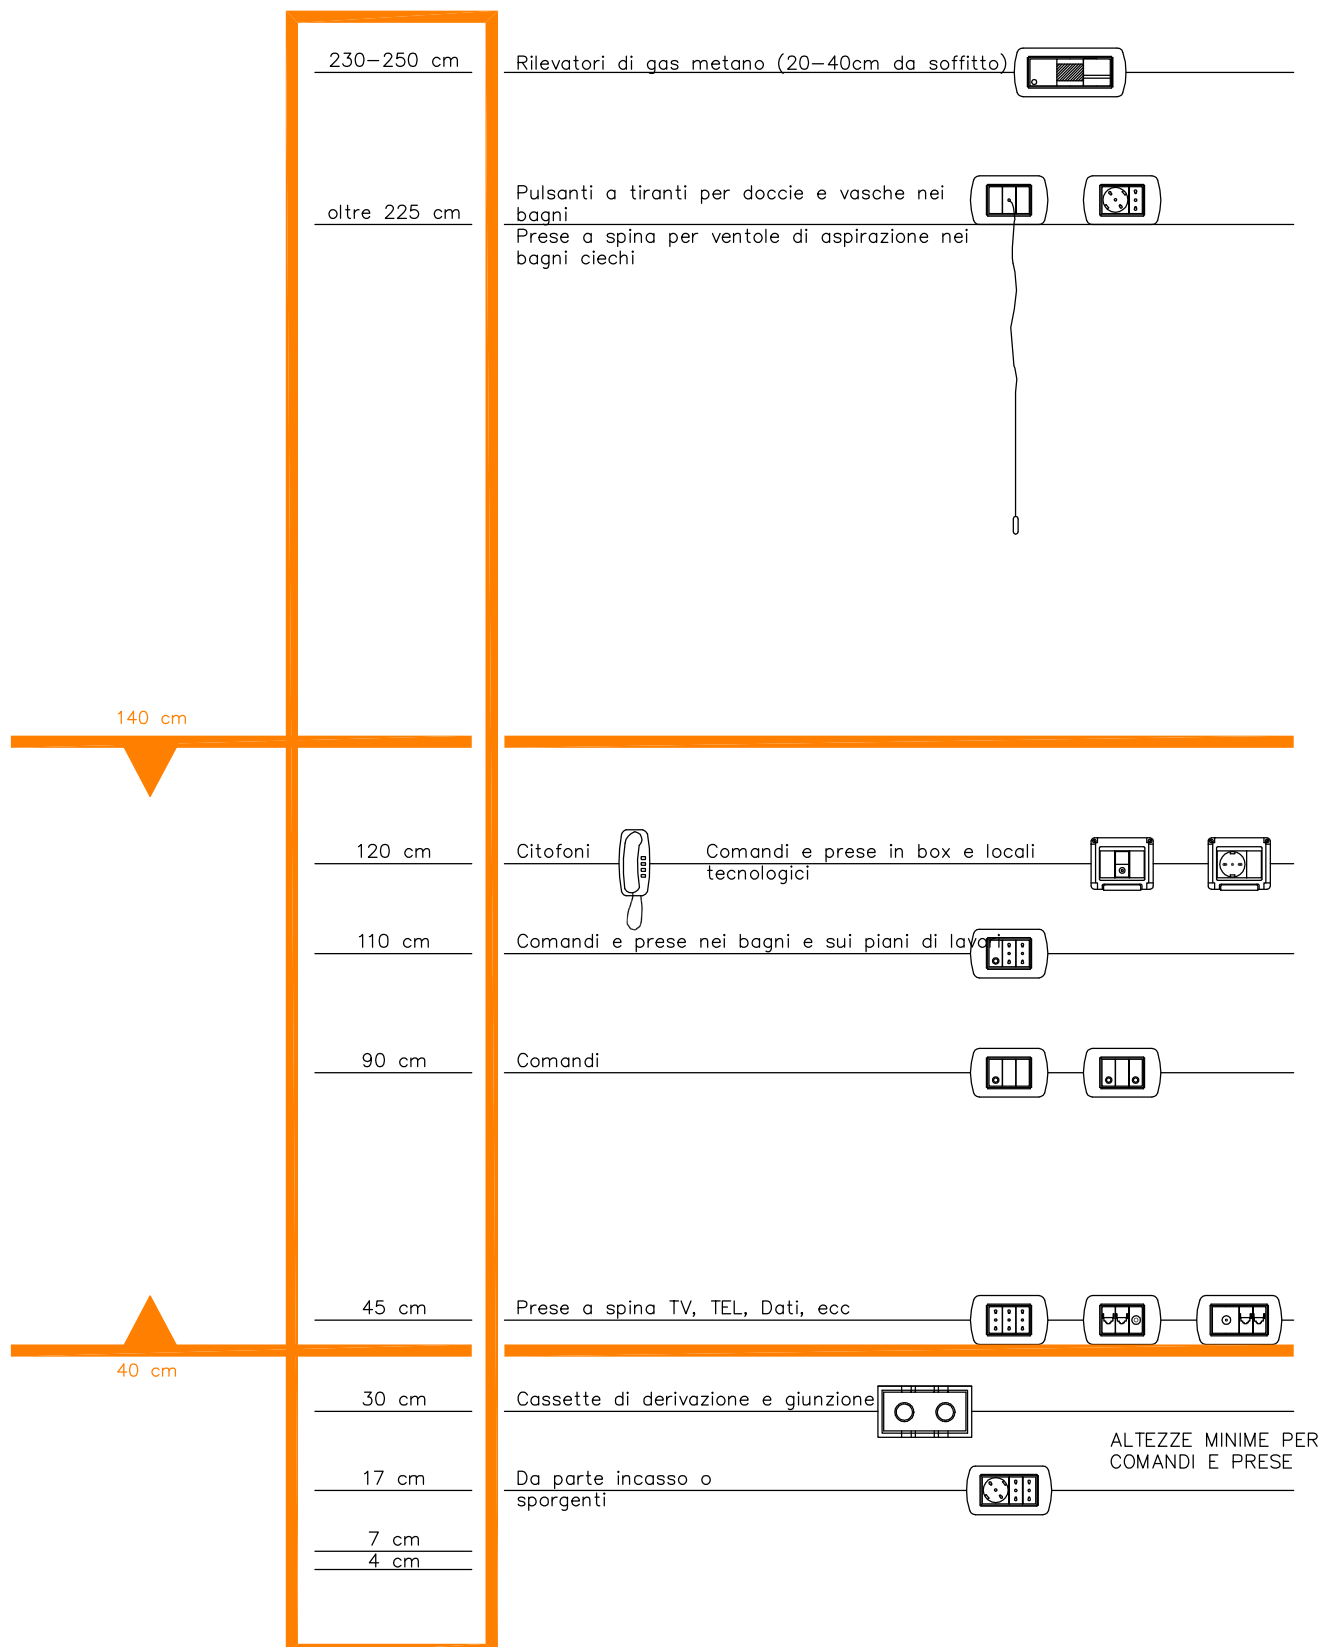 230-250 cm
Rilevatori di gas metano (20-40cm da soffitto)
Pulsanti a tiranti per doccie e vasche nei
bagni
oltre 225 cm
Prese a spina per ventole di aspirazione nei
bagni ciechi
140 cm
120 cm
Citofoni
Comandi e prese in box e locali
tecnologici
110 cm
Comandi e prese nei bagni e sui piani di lavori
90 cm
Comandi
45 cm
Prese a spina TV, TEL, Dati, ecc
40 cm
30 cm
Cassette di derivazione e giunzione
ALTEZZE MINIME PER
COMANDI E PRESE
17 cm
Da parte incasso o
sporgenti
7 cm
4 cm